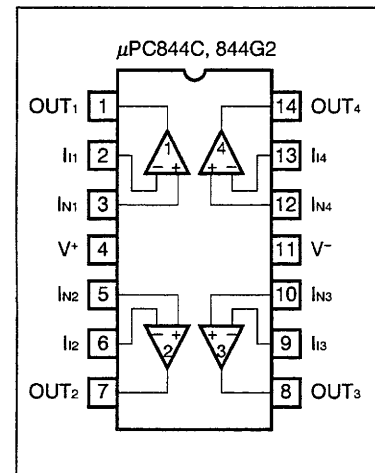 μPC844C, 844G2
OUT1 1 14 OUT4
II1 2 1 4 13 II4
− + + −
IN1 3 12 IN4
V+ 4 11 V−
IN2 5 10 IN3
− + + −
II2 6 2 3 9 II3
OUT2 7 8 OUT3